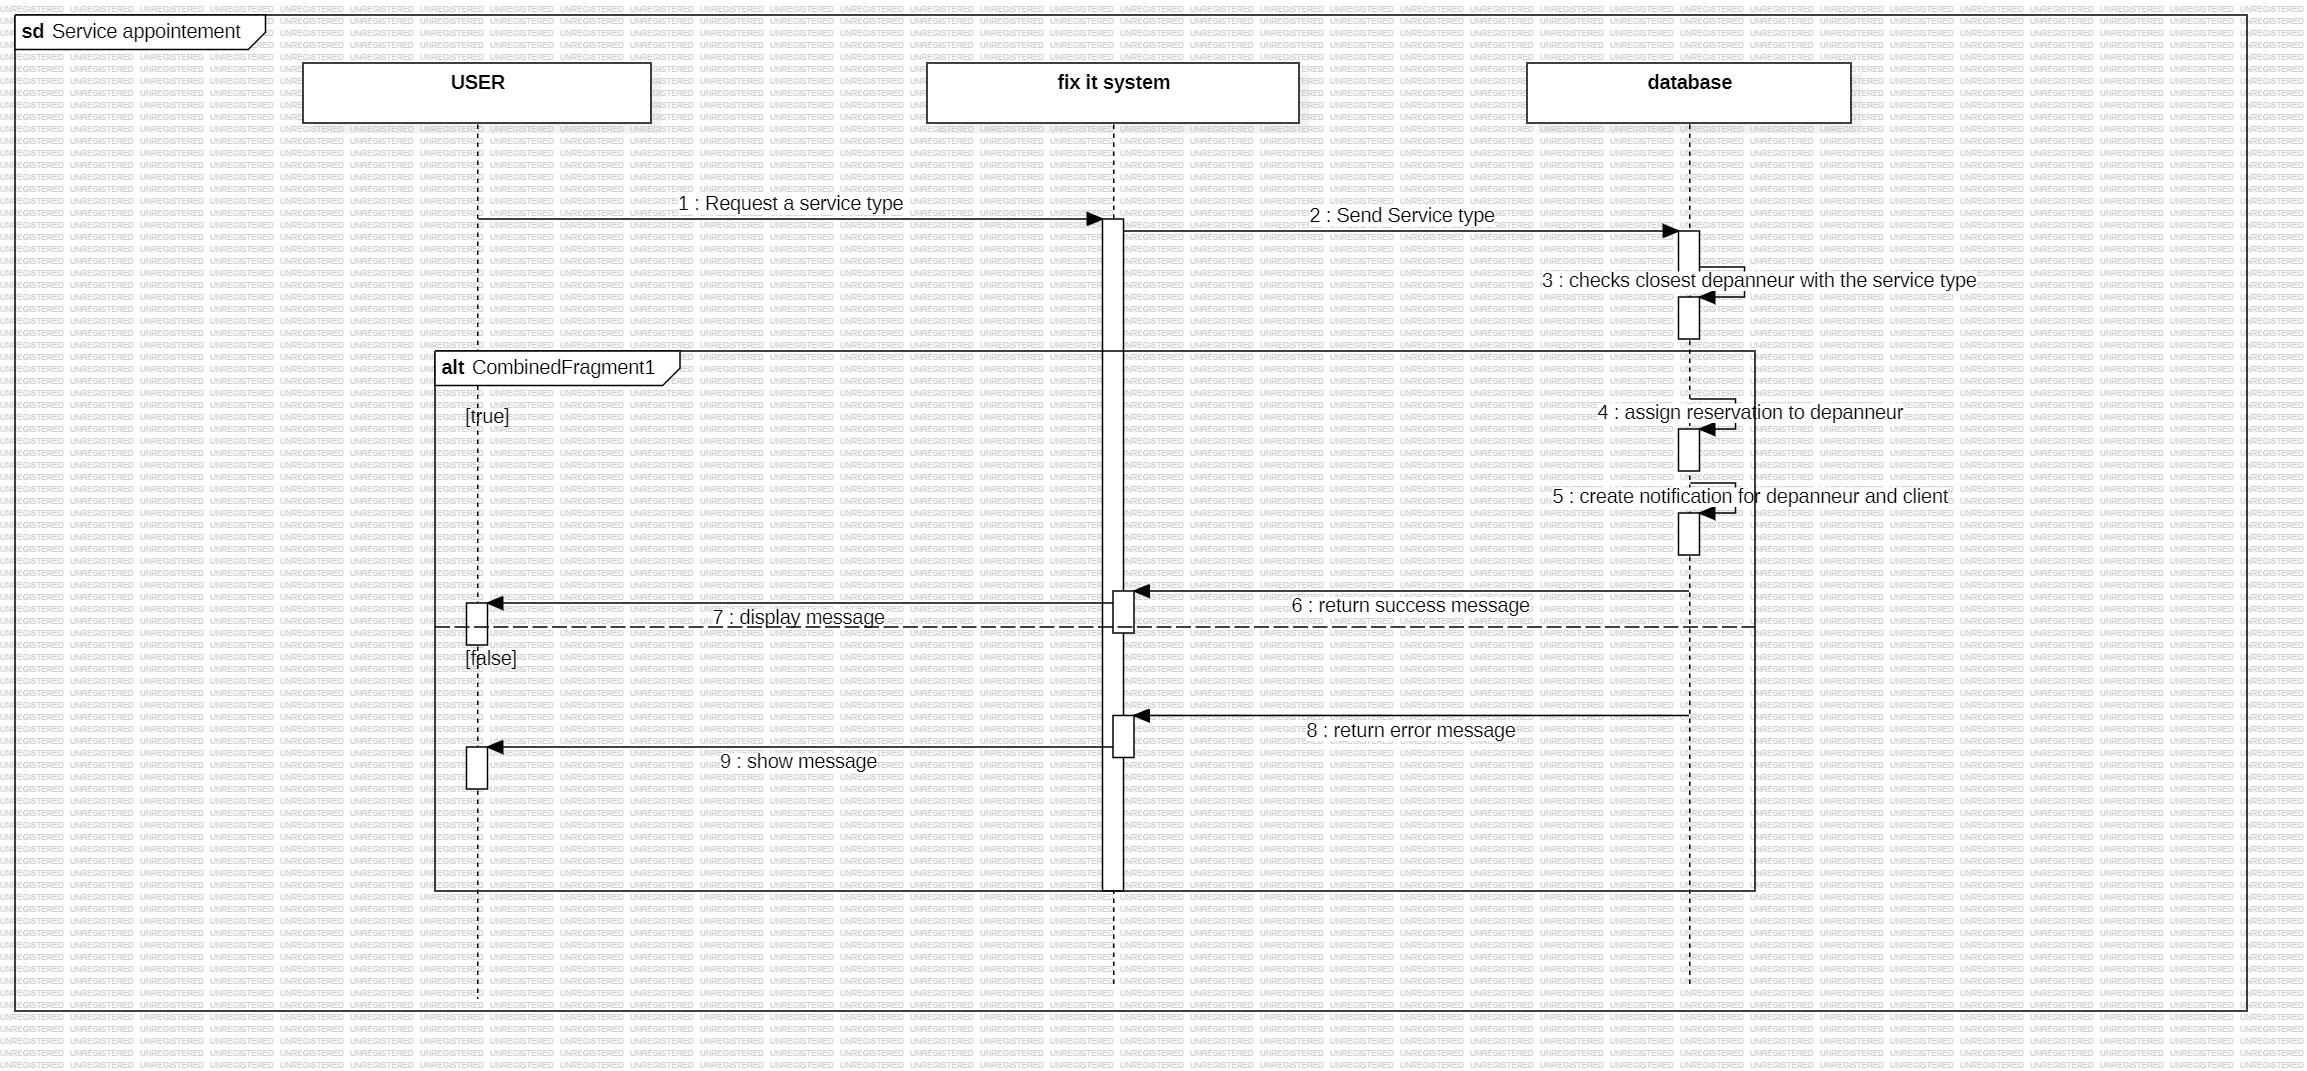 sd Service appointement
USER
fix it system
database
1 : Request a service type
2 : Send Service type
3 : checks closest depanneur with the service type
alt CombinedFragment1
[true]
4 : assign reservation to depanneur
5 : create notification for depanneur and client
6 : return success message
7 : display message
[false]
8 : return error message
9 : show message
UNREGISTERED